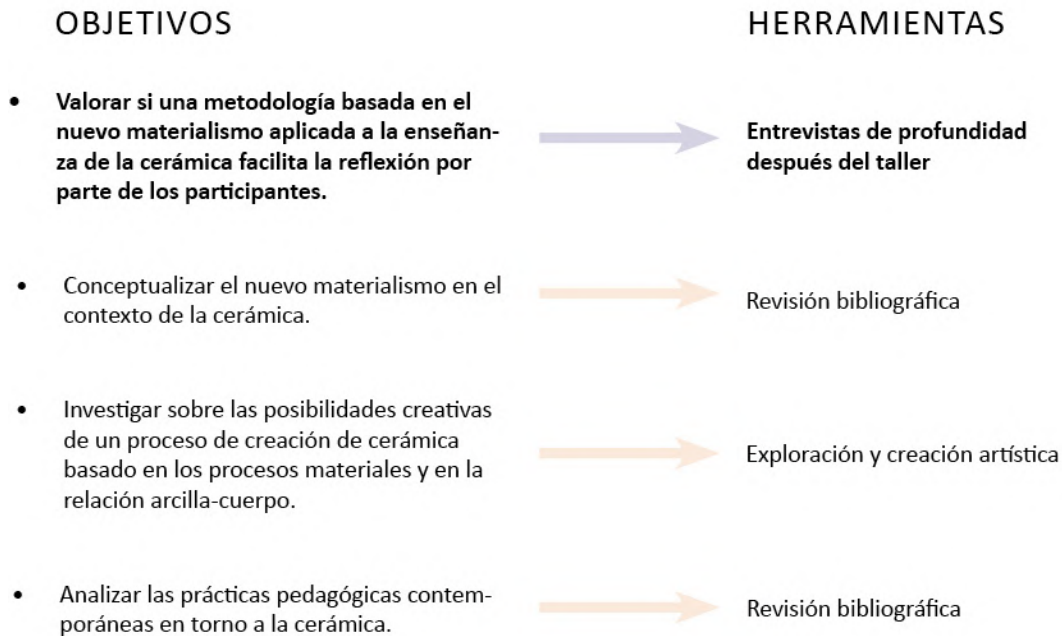 OBJETIVOS
HERRAMIENTAS
• Valorar si una metodología basada en el
nuevo materialismo aplicada a la enseñan-
za de la cerámica facilita la reflexión por
parte de los participantes.
Entrevistas de profundidad
después del taller
• Conceptualizar el nuevo materialismo en el
contexto de la cerámica.
Revisión bibliográfica
• Investigar sobre las posibilidades creativas
de un proceso de creación de cerámica
basado en los procesos materiales y en la
relación arcilla-cuerpo.
Exploración y creación artística
• Analizar las prácticas pedagógicas contem-
poráneas en torno a la cerámica.
Revisión bibliográfica